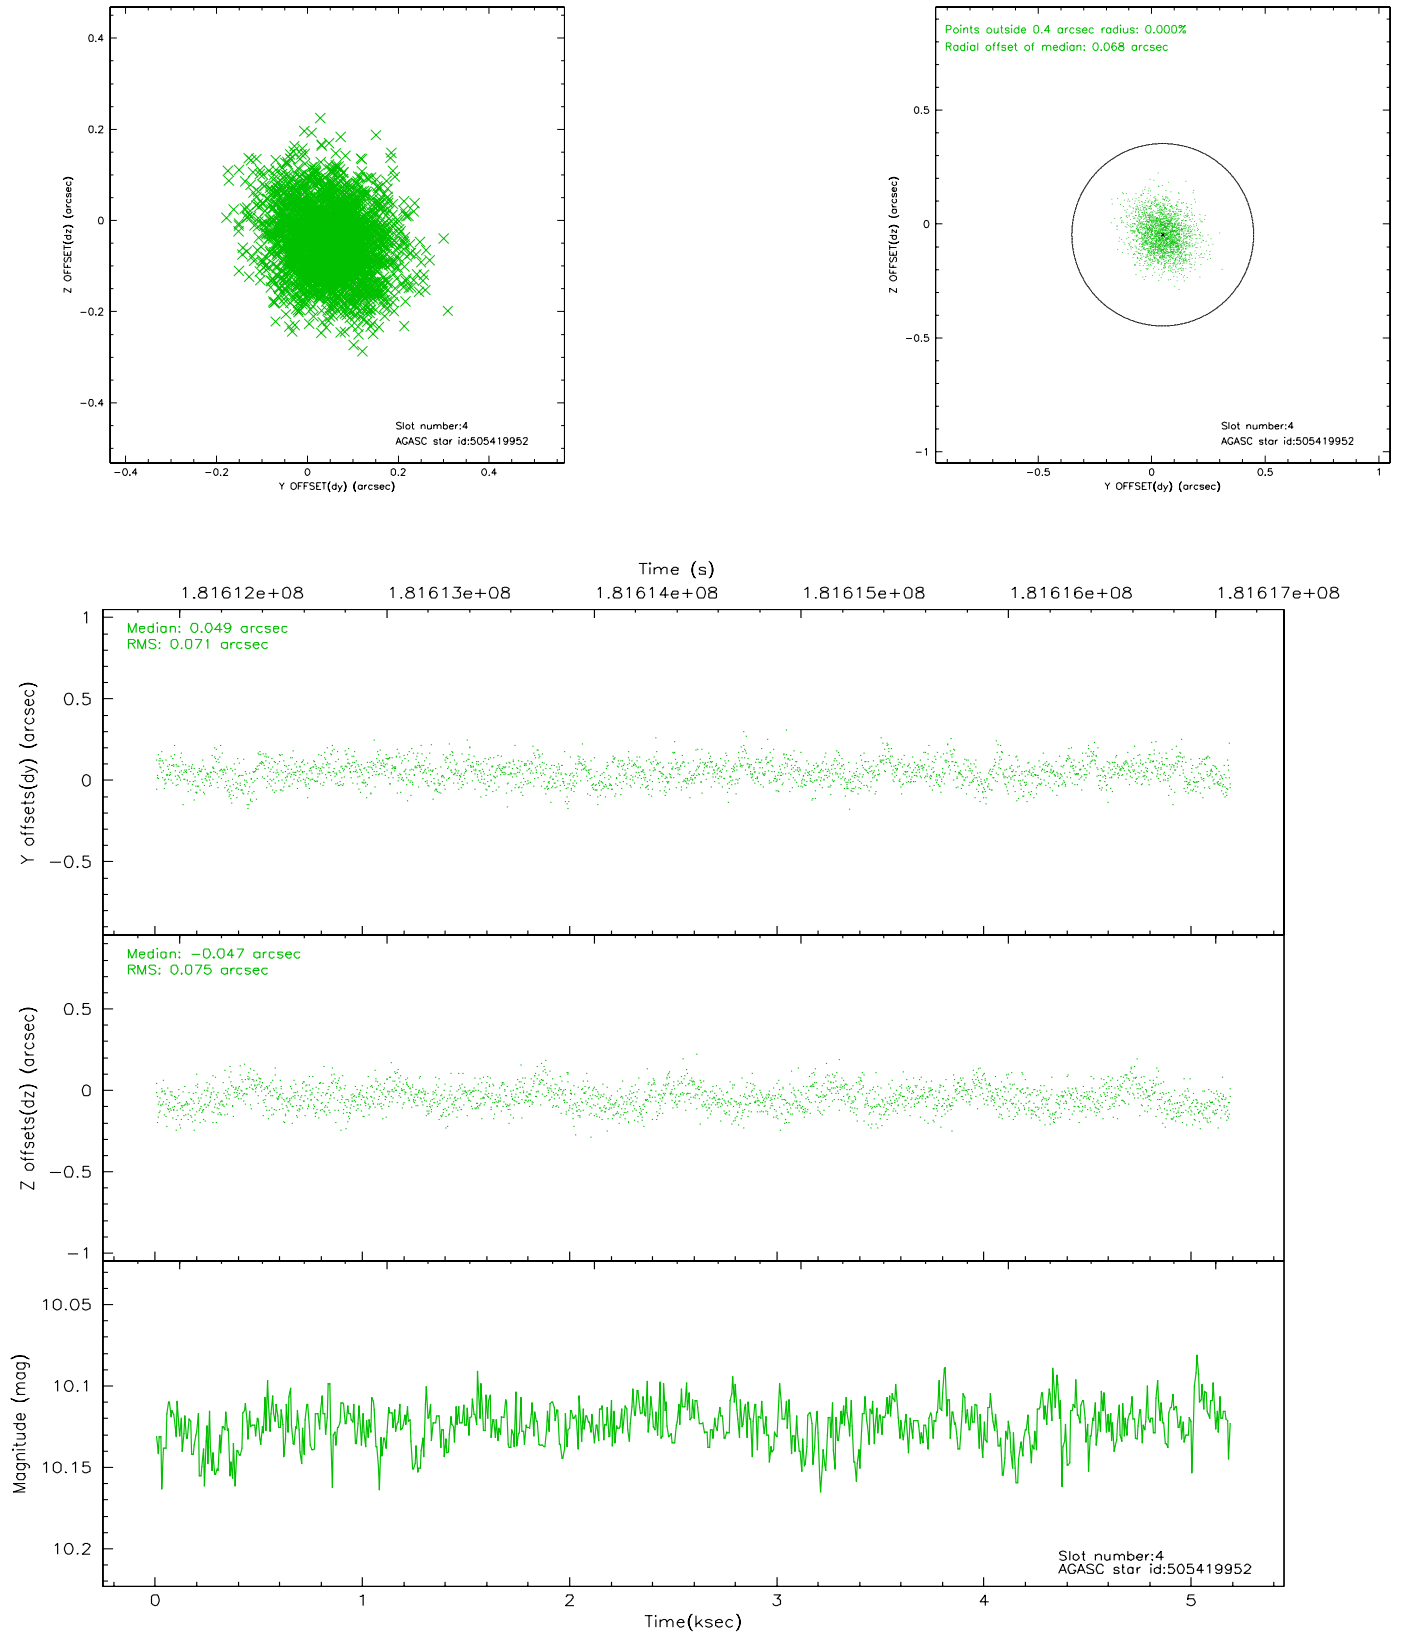 0.4
0.2
0
−0.2
−0.4
Z OFFSET(dz) (arcsec)
Slot number:4
AGASC star id:505419952
−0.4 −0.2 0 0.2 0.4
Y OFFSET(dy) (arcsec)
Points outside 0.4 arcsec radius: 0.000%
Radial offset of median: 0.068 arcsec
0.5
0
−0.5
−1
Z OFFSET(dz) (arcsec)
Slot number:4
AGASC star id:505419952
−0.5 0 0.5 1
Y OFFSET(dy) (arcsec)
Time (s)
1.81612e+08 1.81613e+08 1.81614e+08 1.81615e+08 1.81616e+08 1.81617e+08
Median: 0.049 arcsec
RMS: 0.071 arcsec
1
0.5
0
−0.5
Y offsets(dy) (arcsec)
Median: −0.047 arcsec
RMS: 0.075 arcsec
0.5
0
−0.5
−1
Z offsets(dz) (arcsec)
10.05
10.1
10.15
10.2
Magnitude (mag)
Slot number:4
AGASC star id:505419952
0 1 2 3 4 5
Time(ksec)